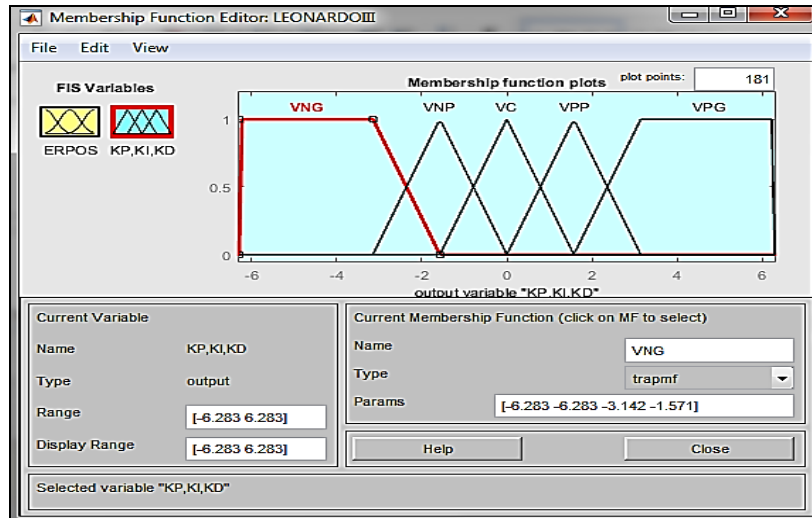 Membership Function Editor: LEONARDOIII
File Edit View
FIS Variables
Membership function plots plot points: 181
VNG VNP VC VPP VPG
ERPOS KP,KI,KD
1
0.5
0
-6 -4 -2 0 2 4 6
output variable "KP,KI,KD"
Current Variable
Name KP,KI,KD
Type output
Range [-6.283 6.283]
Display Range [-6.283 6.283]
Current Membership Function (click on MF to select)
Name VNG
Type trapmf
Params [-6.283 -6.283 -3.142 -1.571]
Help Close
Selected variable "KP,KI,KD"